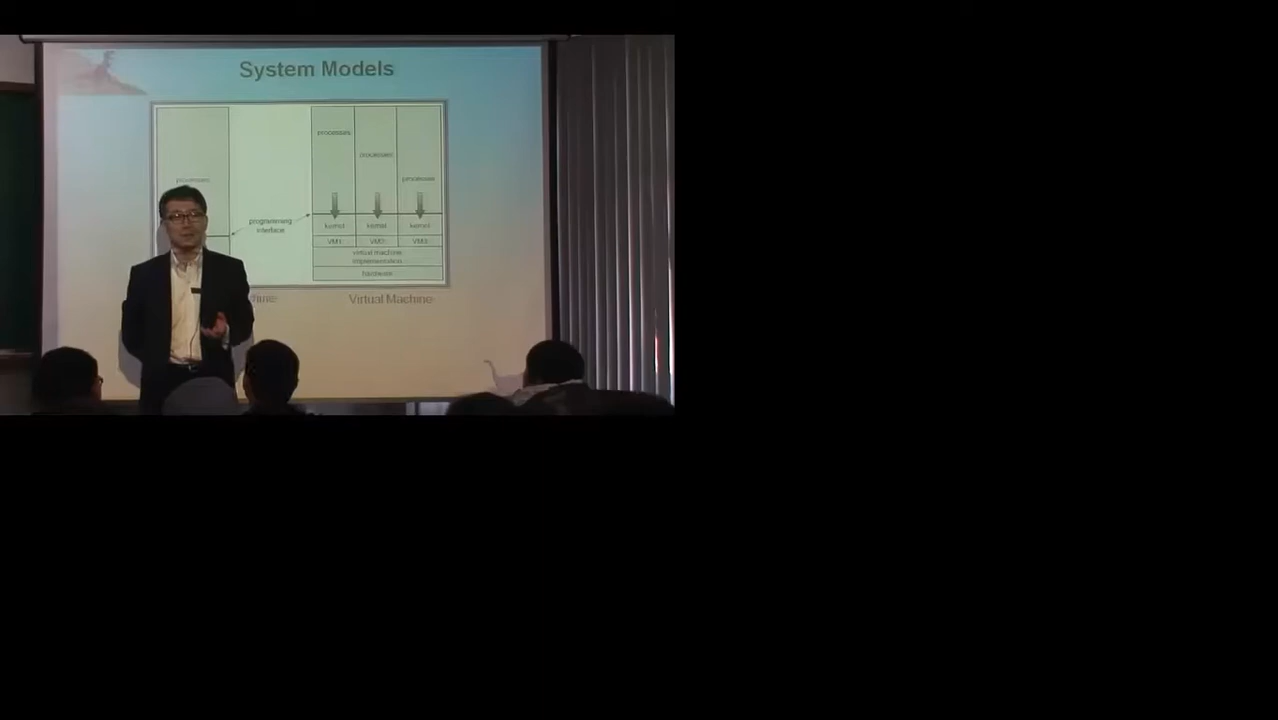 System Models
processes
processes
processes
processes
programming
interface
kernel
kernel
kernel
VM1
VM2
VM3
virtual machine
implementation
hardware
Virtual Machine